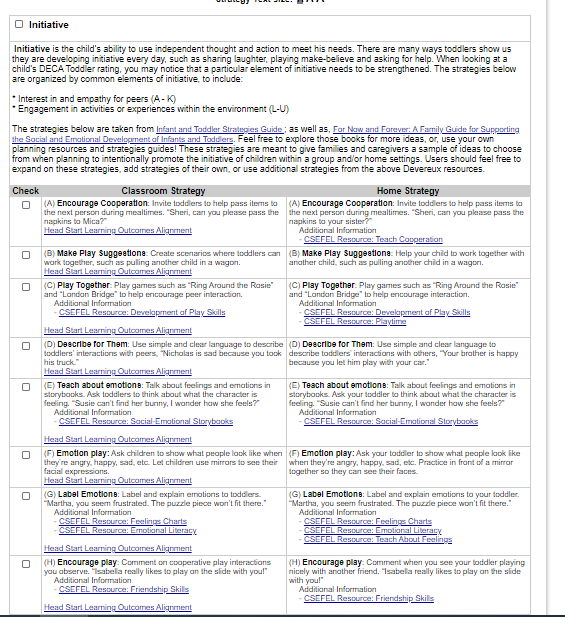 Strategy Text Size: A A A
Initiative
Initiative is the child's ability to use independent thought and action to meet his needs. There are many ways toddlers show us
they are developing initiative every day, such as sharing laughter, playing make-believe and asking for help. When looking at a
child's DECA Toddler rating, you may notice that a particular element of initiative needs to be strengthened. The strategies below
are organized by common elements of initiative, to include:
* Interest in and empathy for peers (A - K)
* Engagement in activities or experiences within the environment (L-U)
The strategies below are taken from Infant and Toddler Strategies Guide ; as well as, For Now and Forever: A Family Guide for Supporting
the Social and Emotional Development of Infants and Toddlers. Feel free to explore those books for more ideas, or, use your own
planning resources and strategies guides! These strategies are meant to give families and caregivers a sample of ideas to choose
from when planning to intentionally promote the initiative of children within a group and/or home settings. Users should feel free to
expand on these strategies, add strategies of their own, or use additional strategies from the above Devereux resources.
Check Classroom Strategy Home Strategy
(A) Encourage Cooperation: Invite toddlers to help pass items to
the next person during mealtimes. "Sheri, can you please pass the
napkins to Mica?"
Head Start Learning Outcomes Alignment
(A) Encourage Cooperation: Invite toddlers to help pass items to
the next person during mealtimes. "Sheri, can you please pass the
napkins to your sister?"
Additional Information
- CSEFEL Resource: Teach Cooperation
(B) Make Play Suggestions: Create scenarios where toddlers can
work together, such as pulling another child in a wagon.
Head Start Learning Outcomes Alignment
(B) Make Play Suggestions: Help your child to work together with
another child, such as pulling another child in a wagon.
(C) Play Together: Play games such as "Ring Around the Rosie"
and "London Bridge" to help encourage peer interaction.
Additional Information
- CSEFEL Resource: Development of Play Skills
Head Start Learning Outcomes Alignment
(C) Play Together: Play games such as "Ring Around the Rosie"
and "London Bridge" to help encourage interaction.
Additional Information
- CSEFEL Resource: Development of Play Skills
- CSEFEL Resource: Playtime
(D) Describe for Them: Use simple and clear language to describe
toddlers' interactions with peers, "Nicholas is sad because you took
his truck."
Head Start Learning Outcomes Alignment
(D) Describe for Them: Use simple and clear language to
describe toddlers' interactions with others, "Your brother is happy
because you let him play with your car."
(E) Teach about emotions: Talk about feelings and emotions in
storybooks. Ask toddlers to think about what the character is
feeling. "Susie can't find her bunny, I wonder how she feels?"
Additional Information
- CSEFEL Resource: Social-Emotional Storybooks
Head Start Learning Outcomes Alignment
(E) Teach about emotions: Talk about feelings and emotions in
storybooks. Ask your toddler to think about what the character is
feeling. "Susie can't find her bunny, I wonder how she feels?"
Additional Information
- CSEFEL Resource: Social-Emotional Storybooks
(F) Emotion play: Ask children to show what people look like when
they're angry, happy, sad, etc. Let children use mirrors to see their
facial expressions.
Head Start Learning Outcomes Alignment
(F) Emotion play: Ask your toddler to show what people look like
when they're angry, happy, sad, etc. Practice in front of a mirror
together so they can see their faces.
(G) Label Emotions: Label and explain emotions to toddlers.
"Martha, you seem frustrated. The puzzle piece won't fit there."
Additional Information
- CSEFEL Resource: Feelings Charts
- CSEFEL Resource: Emotional Literacy
Head Start Learning Outcomes Alignment
(G) Label Emotions: Label and explain emotions to your toddler.
"Martha, you seem frustrated. The puzzle piece won't fit there."
Additional Information
- CSEFEL Resource: Feelings Charts
- CSEFEL Resource: Emotional Literacy
- CSEFEL Resource: Teach About Feelings
(H) Encourage play: Comment on cooperative play interactions
you observe. "Isabella really likes to play on the slide with you!"
Additional Information
- CSEFEL Resource: Friendship Skills
Head Start Learning Outcomes Alignment
(H) Encourage play: Comment when you see your toddler playing
nicely with another friend. "Isabella really likes to play on the slide
with you!"
Additional Information
- CSEFEL Resource: Friendship Skills